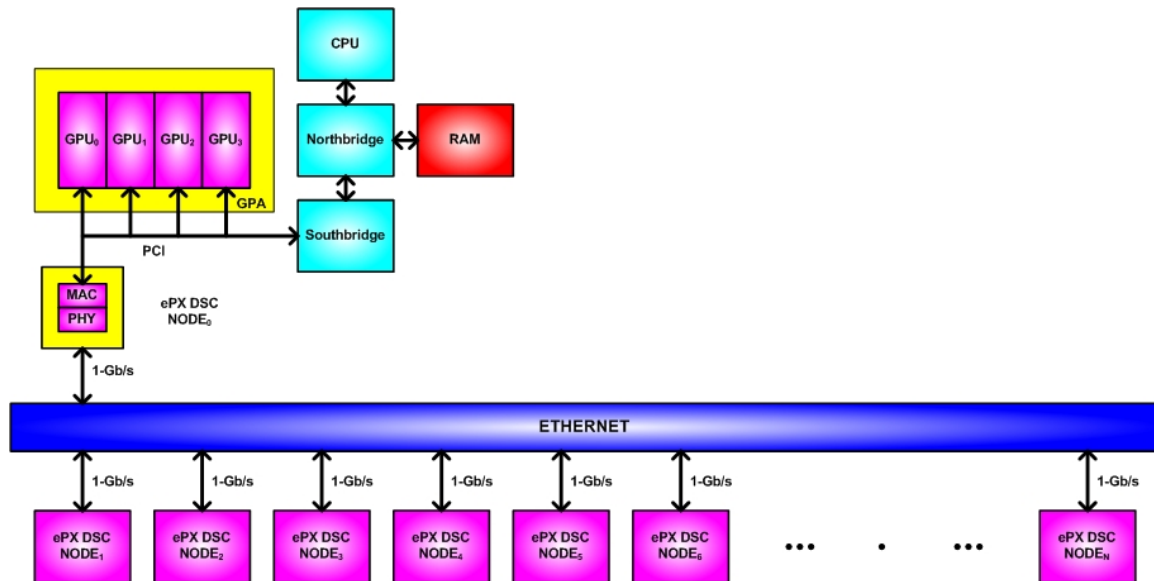 CPU
GPU₀ GPU₁ GPU₂ GPU₃
Northbridge
RAM
GPA
Southbridge
PCI
MAC
PHY
ePX DSC
NODE₀
1-Gb/s
ETHERNET
1-Gb/s 1-Gb/s 1-Gb/s 1-Gb/s 1-Gb/s 1-Gb/s 1-Gb/s
ePX DSC
NODE₁
ePX DSC
NODE₂
ePX DSC
NODE₃
ePX DSC
NODE₄
ePX DSC
NODE₅
ePX DSC
NODE₆
••• • •••
ePX DSC
NODE_N